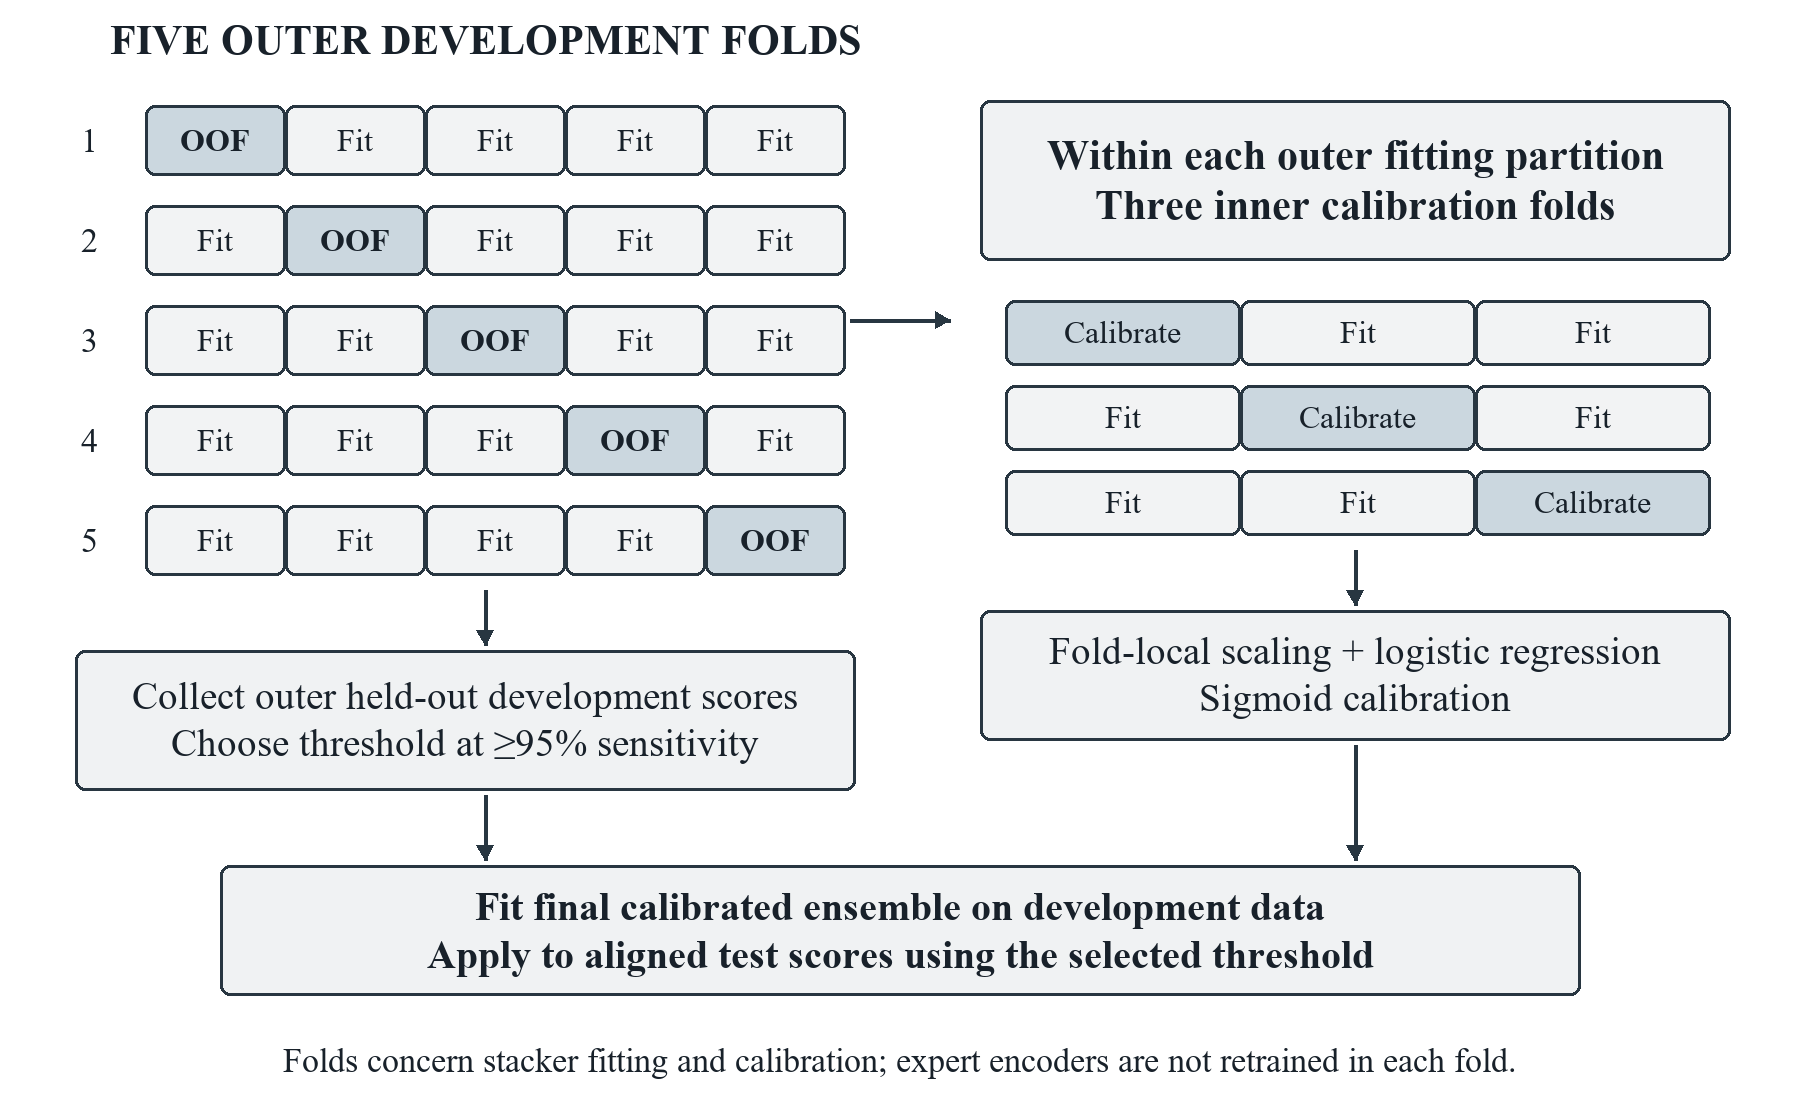 FIVE OUTER DEVELOPMENT FOLDS
1 OOF Fit Fit Fit Fit
2 Fit OOF Fit Fit Fit
3 Fit Fit OOF Fit Fit
4 Fit Fit Fit OOF Fit
5 Fit Fit Fit Fit OOF
Within each outer fitting partition
Three inner calibration folds
Calibrate Fit Fit
Fit Calibrate Fit
Fit Fit Calibrate
Collect outer held-out development scores
Choose threshold at ≥95% sensitivity
Fold-local scaling + logistic regression
Sigmoid calibration
Fit final calibrated ensemble on development data
Apply to aligned test scores using the selected threshold
Folds concern stacker fitting and calibration; expert encoders are not retrained in each fold.